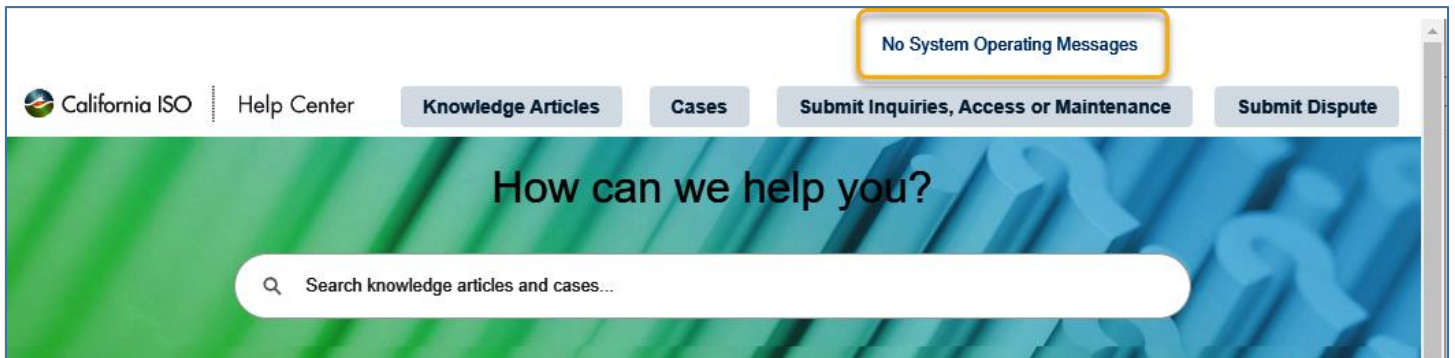 No System Operating Messages
California ISO Help Center Knowledge Articles Cases Submit Inquiries, Access or Maintenance Submit Dispute
How can we help you?
Search knowledge articles and cases...